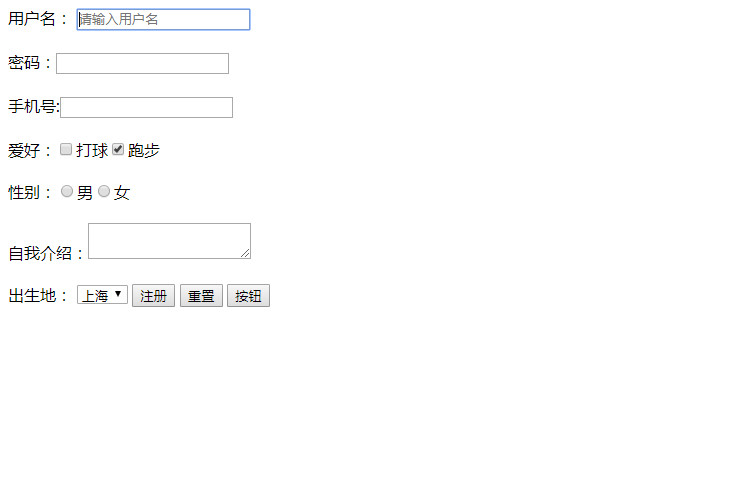 用户名： 请输入用户名
密码：
手机号:
爱好： 打球 跑步
性别： 男 女
自我介绍：
出生地： 上海 注册 重置 按钮